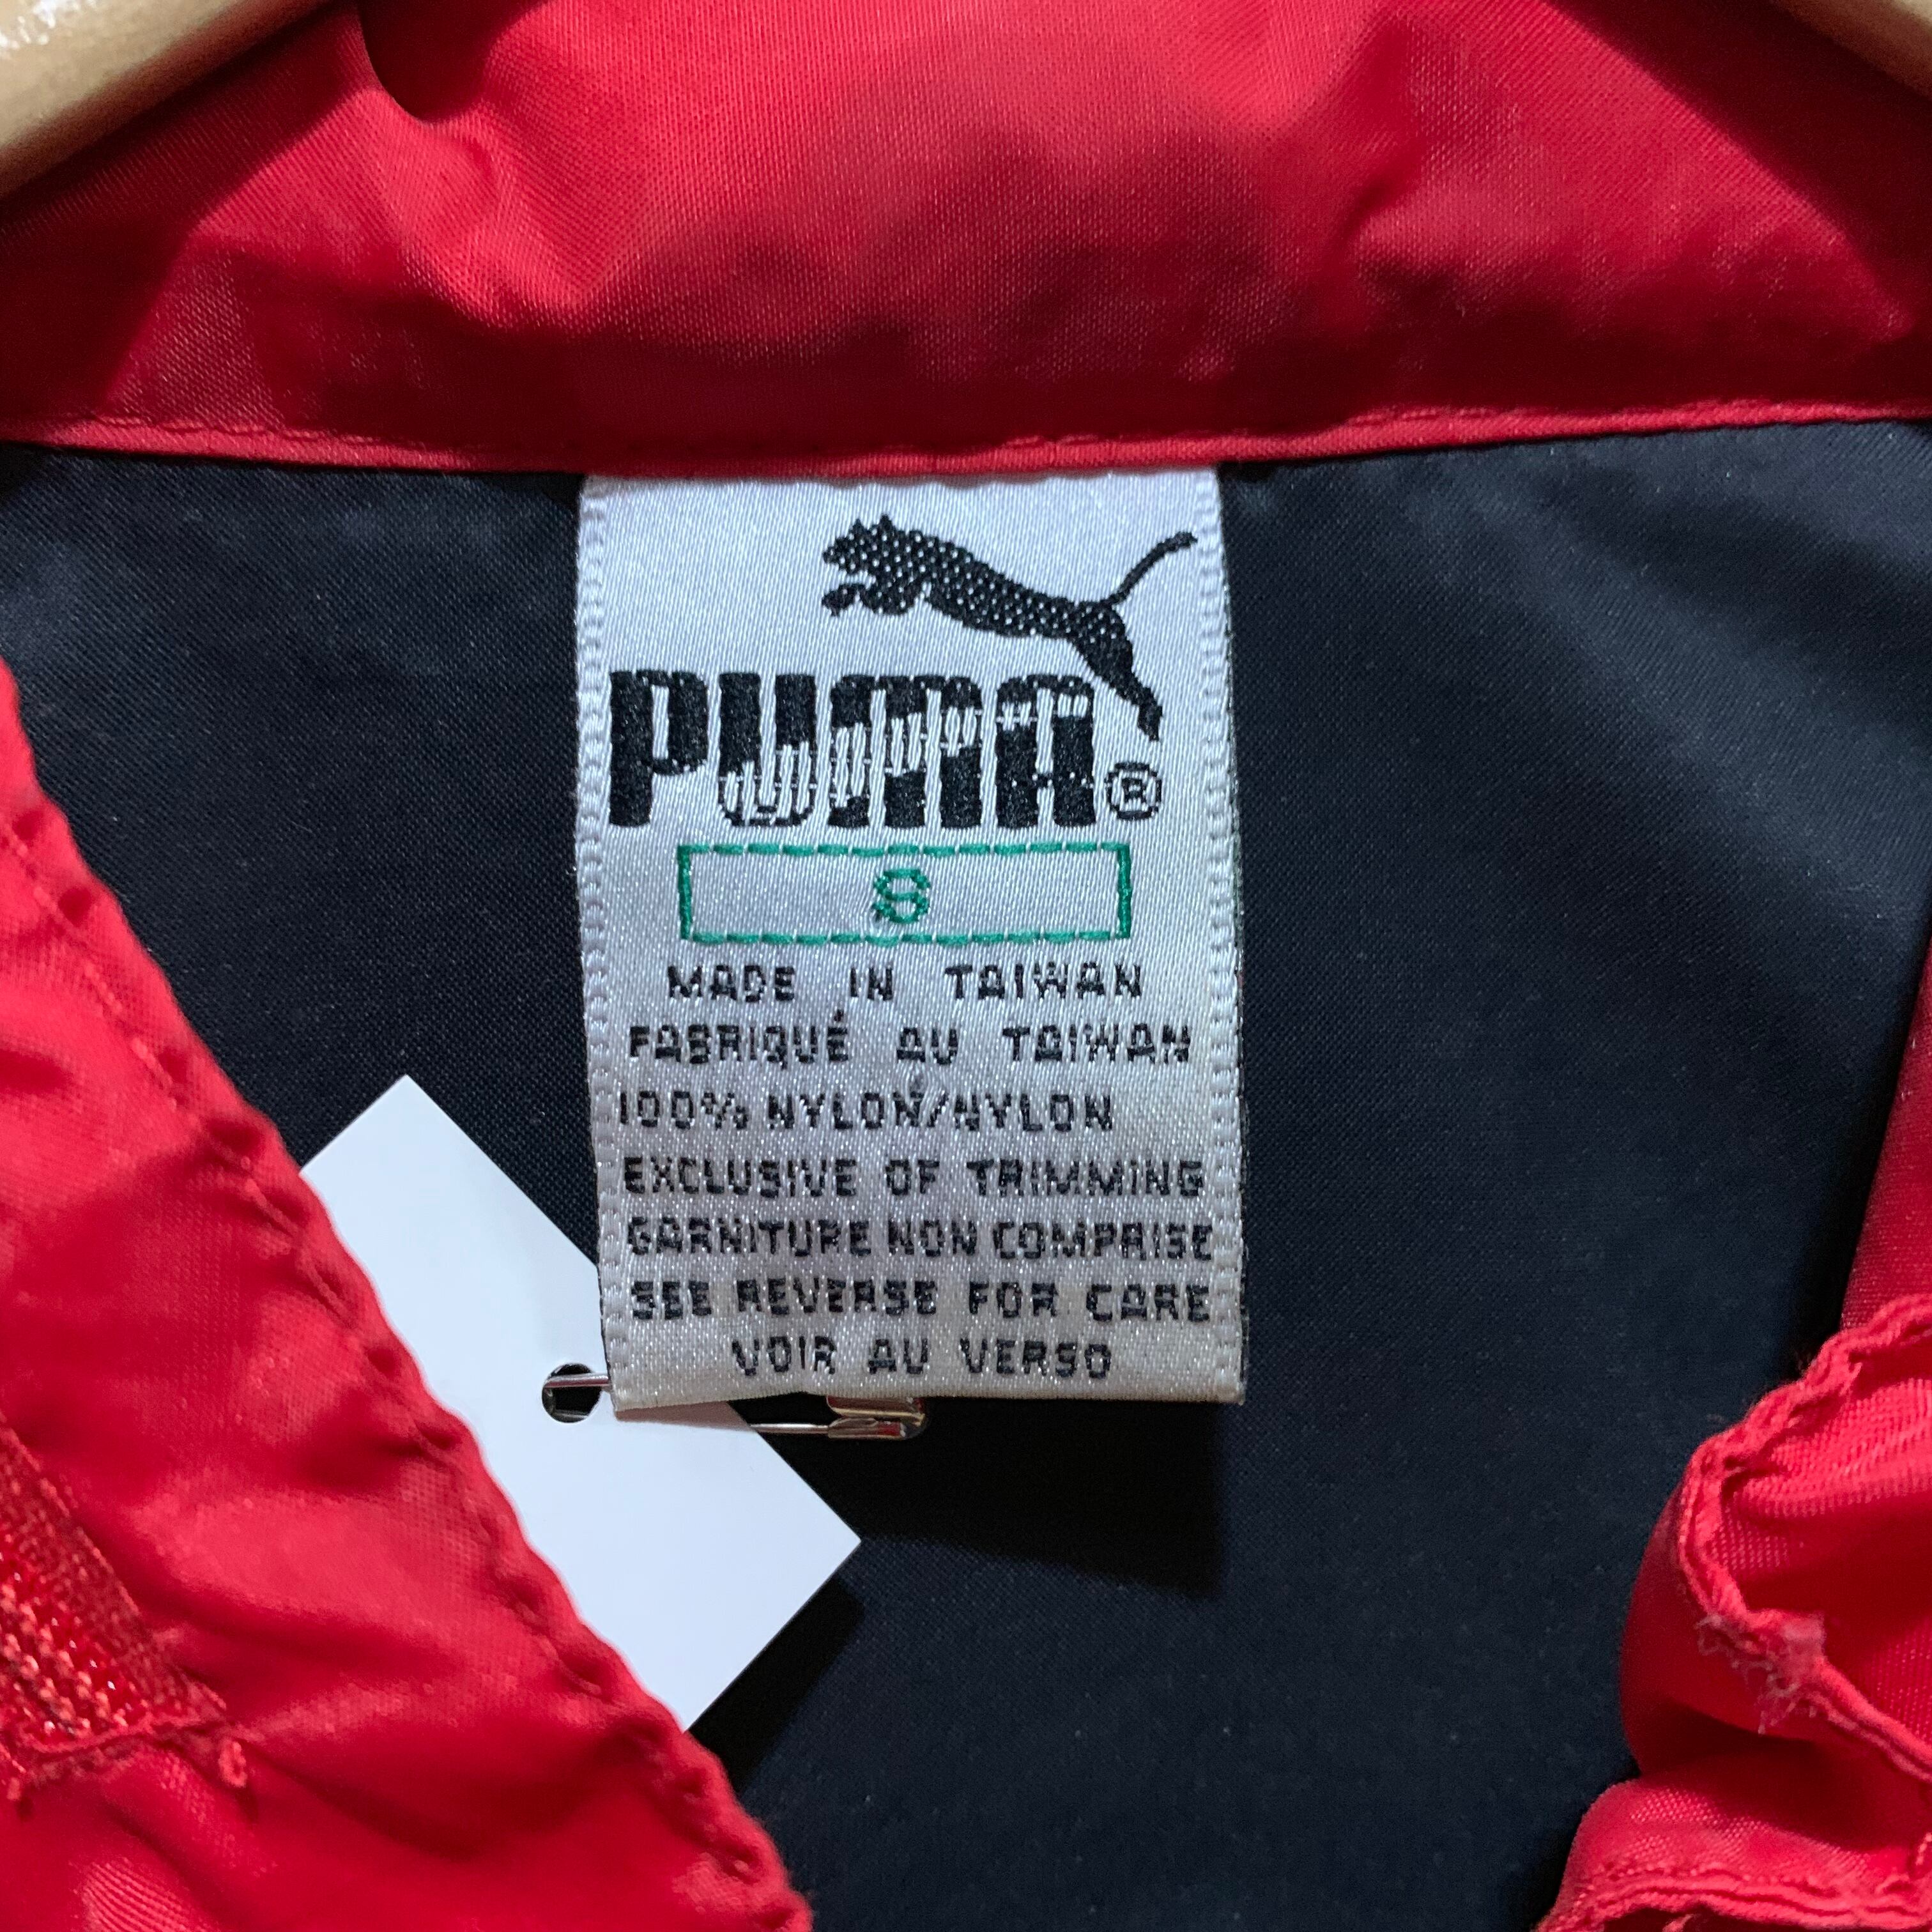 PUMA®
S
MADE IN TAIWAN
FABRIQUÉ AU TAIWAN
100% NYLON/NYLON
EXCLUSIVE OF TRIMMING
GARNITURE NON COMPRISE
SEE REVERSE FOR CARE
VOIR AU VERSO